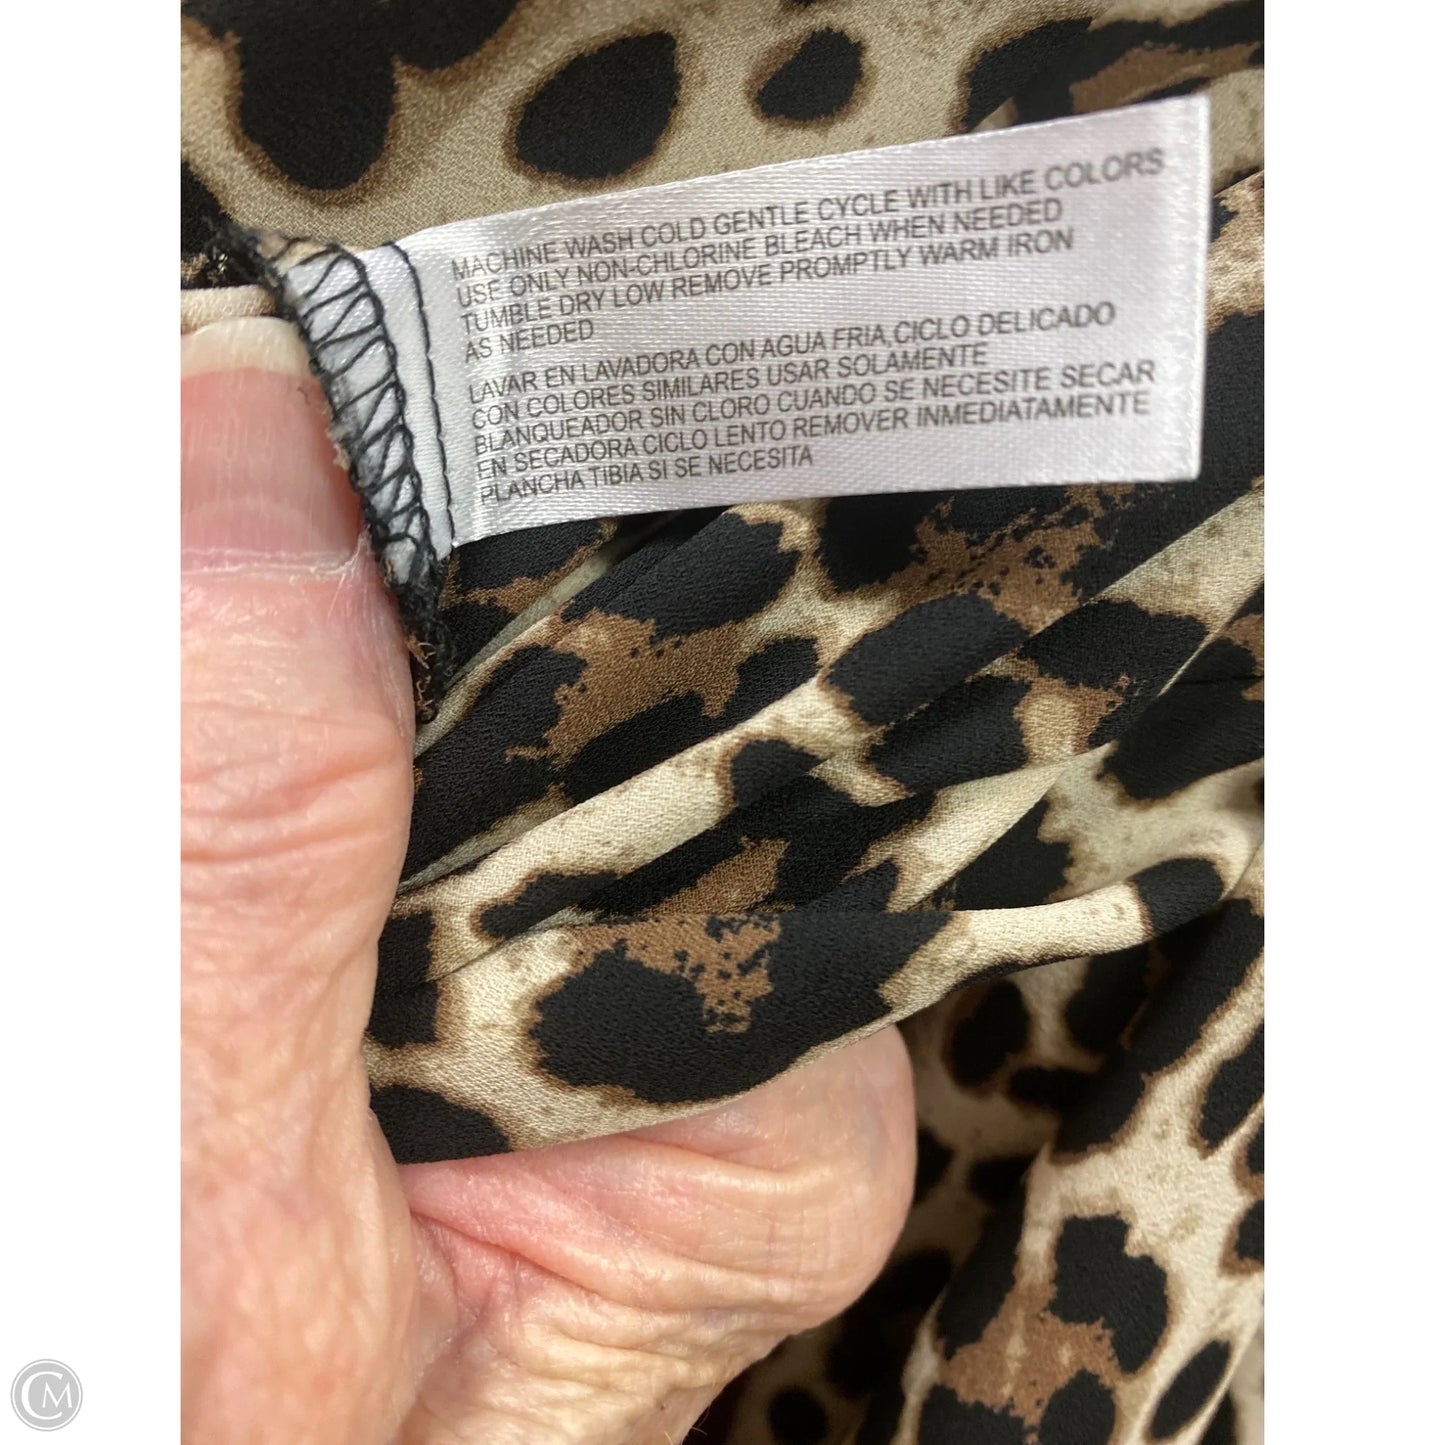 MACHINE WASH COLD GENTLE CYCLE WITH LIKE COLORS
USE ONLY NON-CHLORINE BLEACH WHEN NEEDED
TUMBLE DRY LOW REMOVE PROMPTLY WARM IRON
AS NEEDED
LAVAR EN LAVADORA CON AGUA FRIA,CICLO DELICADO
CON COLORES SIMILARES USAR SOLAMENTE
BLANQUEADOR SIN CLORO CUANDO SE NECESITE SECAR
EN SECADORA CICLO LENTO REMOVER INMEDIATAMENTE
PLANCHA TIBIA SI SE NECESITA
CM